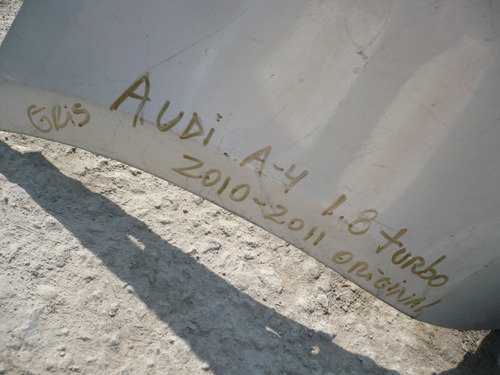 GRiS AUDi A-4 1.8 turbo
2010-2011 ORiGiNAL